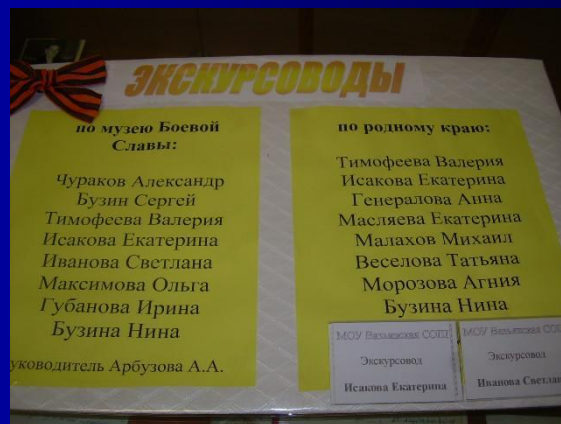 ЭКСКУРСОВОДЫ
по музею Боевой
Славы:
Чураков Александр
Бузин Сергей
Тимофеева Валерия
Исакова Екатерина
Иванова Светлана
Максимова Ольга
Губанова Ирина
Бузина Нина
уководитель Арбузова А.А.
по родному краю:
Тимофеева Валерия
Исакова Екатерина
Генералова Анна
Масляева Екатерина
Малахов Михаил
Веселова Татьяна
Морозова Агния
Бузина Нина
МОУ СОШ
Экскурсовод
Исакова Екатерина
МОУ СОШ
Экскурсовод
Иванова Светлан